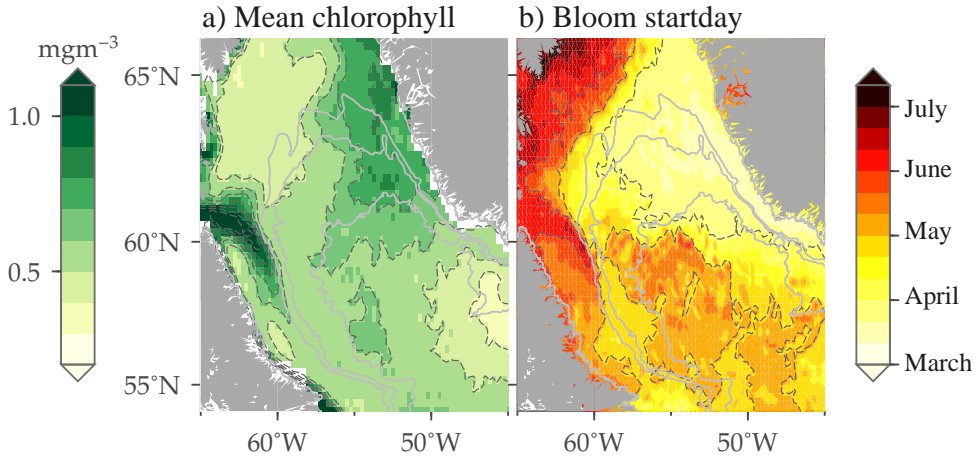 a) Mean chlorophyll
b) Bloom startday
mgm⁻³
1.0
0.5
65°N
60°N
55°N
60°W
50°W
60°W
50°W
July
June
May
April
March